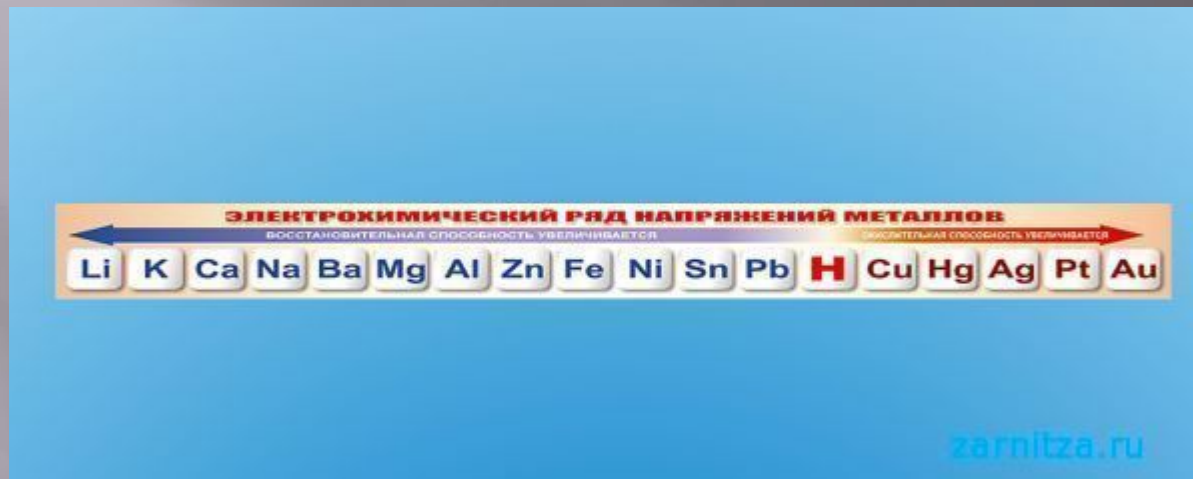 ЭЛЕКТРОХИМИЧЕСКИЙ РЯД НАПРЯЖЕНИЙ МЕТАЛЛОВ
ВОССТАНОВИТЕЛЬНАЯ СПОСОБНОСТЬ УВЕЛИЧИВАЕТСЯ ОКИСЛИТЕЛЬНАЯ СПОСОБНОСТЬ УВЕЛИЧИВАЕТСЯ
Li K Ca Na Ba Mg Al Zn Fe Ni Sn Pb H Cu Hg Ag Pt Au
zarnitza.ru